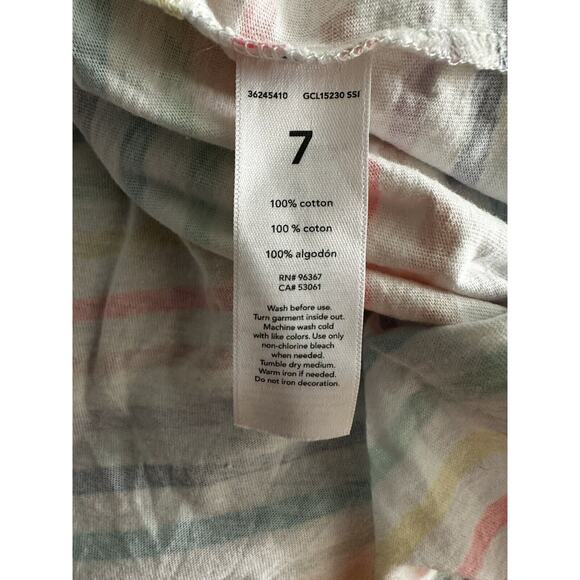 36245410 GCL15230 SSI
7
100% cotton
100 % coton
100% algodón
RN# 96367
CA# 53061
Wash before use.
Turn garment inside out.
Machine wash cold
with like colors. Use only
non-chlorine bleach
when needed.
Tumble dry medium.
Warm iron if needed.
Do not iron decoration.